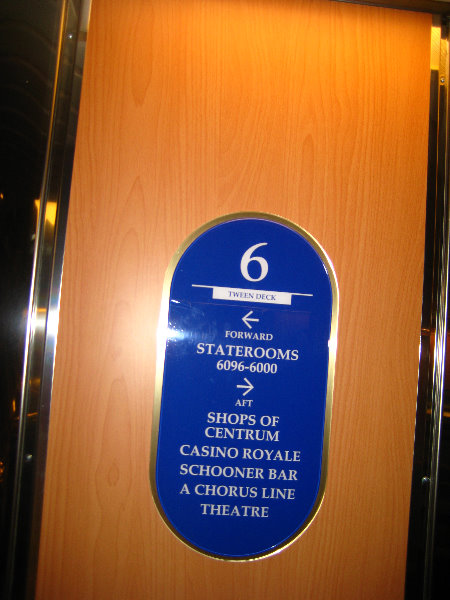 6
TWEEN DECK
←
FORWARD
STATEROOMS
6096-6000
→
AFT
SHOPS OF
CENTRUM
CASINO ROYALE
SCHOONER BAR
A CHORUS LINE
THEATRE